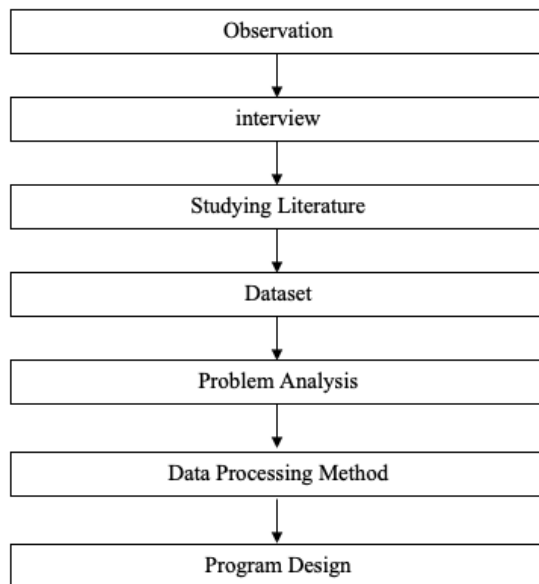 Observation
interview
Studying Literature
Dataset
Problem Analysis
Data Processing Method
Program Design